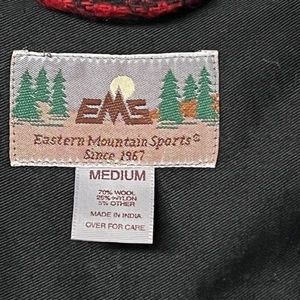 EMS
Eastern Mountain Sports®
Since 1967
MEDIUM
70% WOOL
25% NYLON
5% OTHER
MADE IN INDIA
OVER FOR CARE